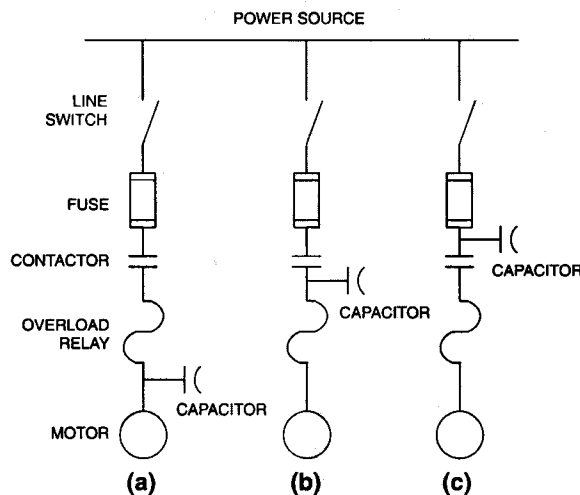 POWER SOURCE
LINE
SWITCH
FUSE
CONTACTOR
CAPACITOR
CAPACITOR
OVERLOAD
RELAY
CAPACITOR
MOTOR
(a) (b) (c)